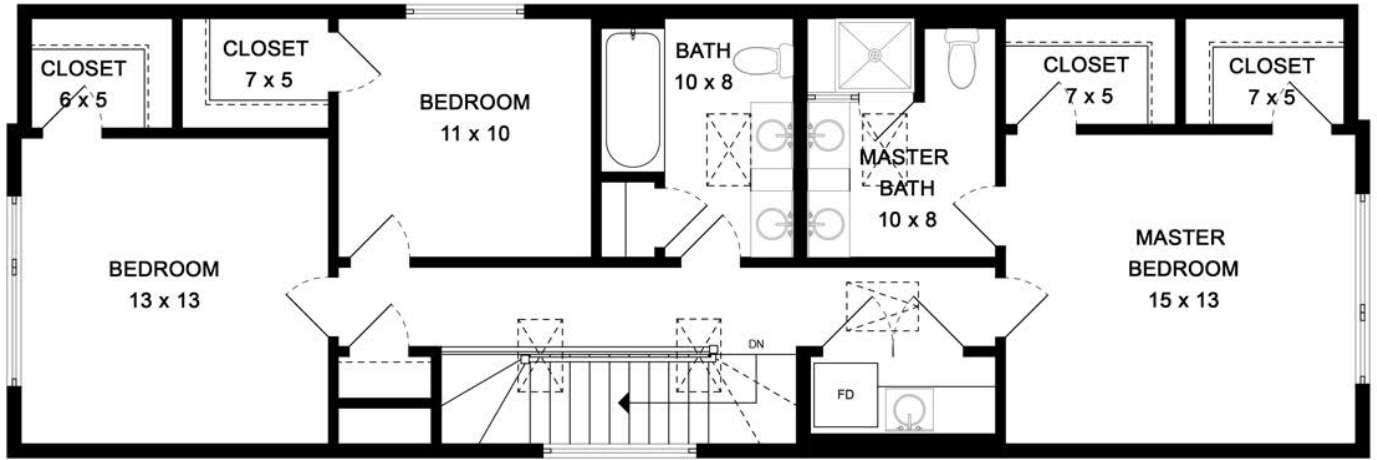 CLOSET
6 x 5
CLOSET
7 x 5
BEDROOM
11 x 10
BATH
10 x 8
MASTER
BATH
10 x 8
CLOSET
7 x 5
CLOSET
7 x 5
BEDROOM
13 x 13
MASTER
BEDROOM
15 x 13
DN
FD